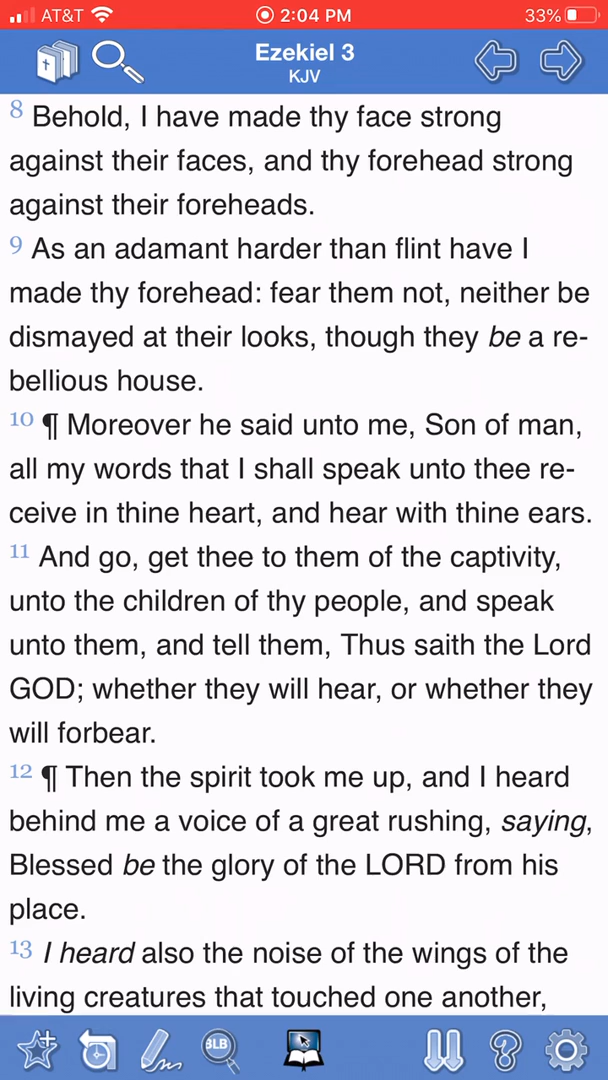 AT&T 2:04 PM 33%
Ezekiel 3
KJV
8 Behold, I have made thy face strong
against their faces, and thy forehead strong
against their foreheads.
9 As an adamant harder than flint have I
made thy forehead: fear them not, neither be
dismayed at their looks, though they be a re-
bellious house.
10 ¶ Moreover he said unto me, Son of man,
all my words that I shall speak unto thee re-
ceive in thine heart, and hear with thine ears.
11 And go, get thee to them of the captivity,
unto the children of thy people, and speak
unto them, and tell them, Thus saith the Lord
GOD; whether they will hear, or whether they
will forbear.
12 ¶ Then the spirit took me up, and I heard
behind me a voice of a great rushing, saying,
Blessed be the glory of the LORD from his
place.
13 I heard also the noise of the wings of the
living creatures that touched one another,
BLB